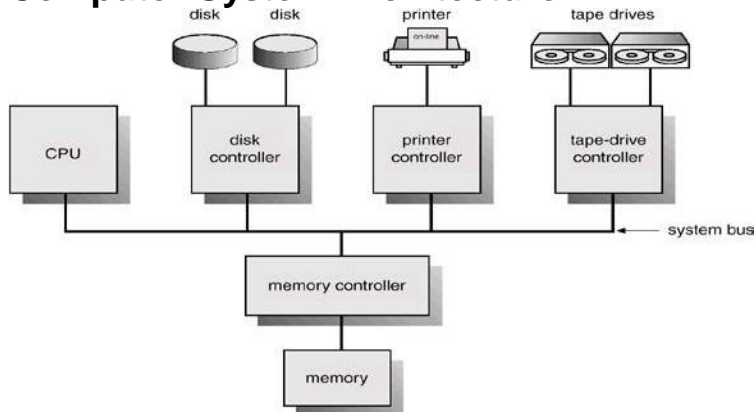 disk
disk
printer
tape drives
on-line
CPU
disk
controller
printer
controller
tape-drive
controller
system bus
memory controller
memory